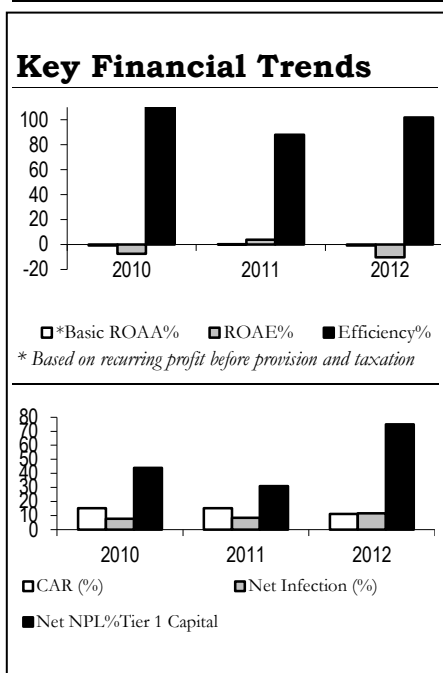 Key Financial Trends
100
80
60
40
20
0
-20
2010 2011 2012
*Basic ROAA% ROAE% Efficiency%
* Based on recurring profit before provision and taxation
80
70
60
50
40
30
20
10
0
2010 2011 2012
CAR (%) Net Infection (%)
Net NPL%Tier 1 Capital